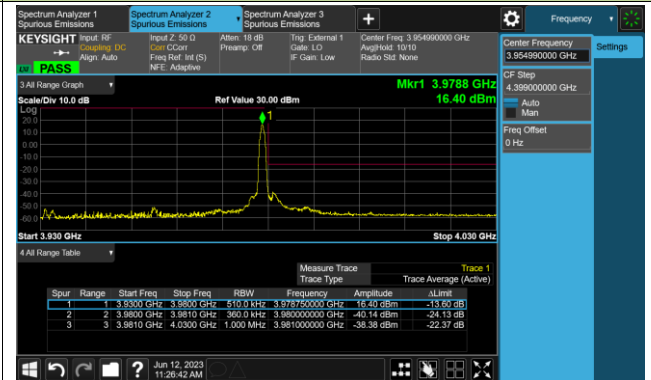 Spectrum Analyzer 1
Spurious Emissions
Spectrum Analyzer 2
Spurious Emissions
Spectrum Analyzer 3
Spurious Emissions
+
Frequency
KEYSIGHT
Input: RF
Coupling: DC
Align: Auto
Input Z: 50 Ω
Corr CCorr
Freq Ref: Int (S)
NFE: Adaptive
Atten: 18 dB
Preamp: Off
Trig: External 1
Gate: LO
IF Gain: Low
Center Freq: 3.954990000 GHz
Avg|Hold: 10/10
Radio Std: None
PASS
Center Frequency
3.954990000 GHz
Settings
CF Step
4.399000000 GHz
Auto
Man
Freq Offset
0 Hz
3 All Range Graph
Mkr1 3.9788 GHz
Scale/Div 10.0 dB
Ref Value 30.00 dBm
16.40 dBm
Log
1
20.0
10.0
0.00
-10.0
-20.0
-30.0
-40.0
-50.0
-60.0
Start 3.930 GHz
Stop 4.030 GHz
4 All Range Table
Measure Trace
Trace 1
Trace Type
Trace Average (Active)
Spur Range Start Freq Stop Freq RBW Frequency Amplitude ΔLimit
1 1 3.9300 GHz 3.9800 GHz 510.0 kHz 3.978750000 GHz 16.40 dBm -13.60 dB
2 2 3.9800 GHz 3.9810 GHz 360.0 kHz 3.980000000 GHz -40.14 dBm -24.13 dB
3 3 3.9810 GHz 4.0300 GHz 1.000 MHz 3.981000000 GHz -38.38 dBm -22.37 dB
?
Jun 12, 2023
11:26:42 AM